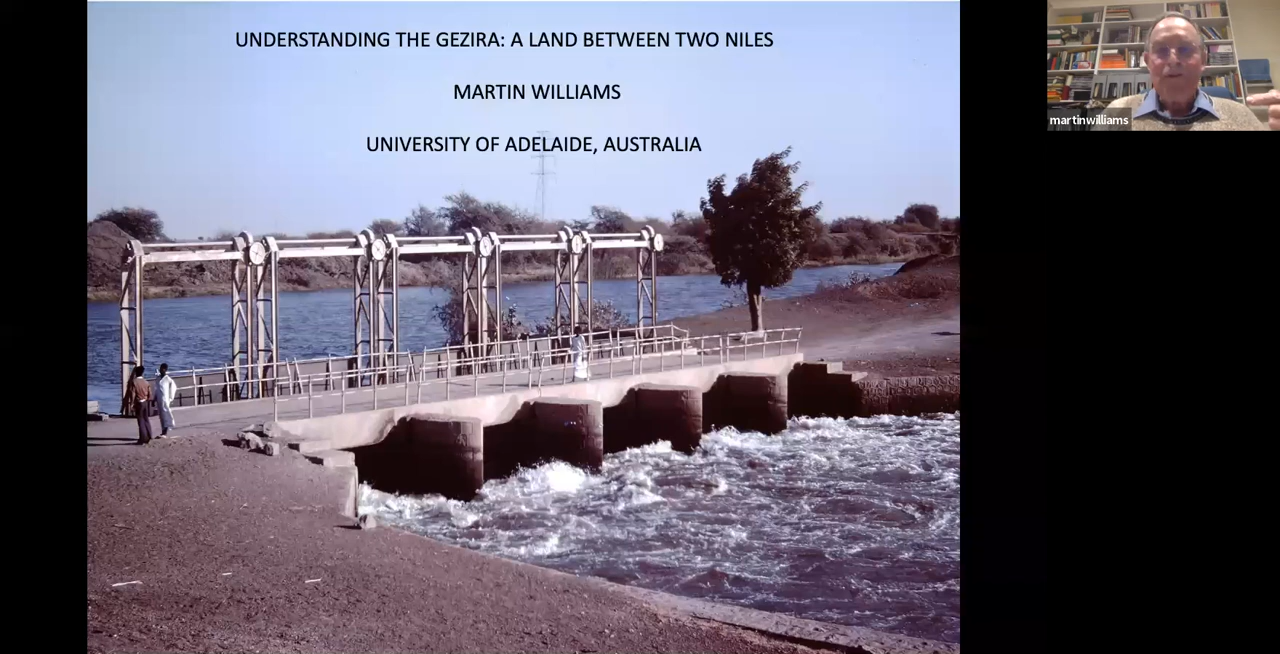 UNDERSTANDING THE GEZIRA: A LAND BETWEEN TWO NILES
MARTIN WILLIAMS
UNIVERSITY OF ADELAIDE, AUSTRALIA
martinwilliams